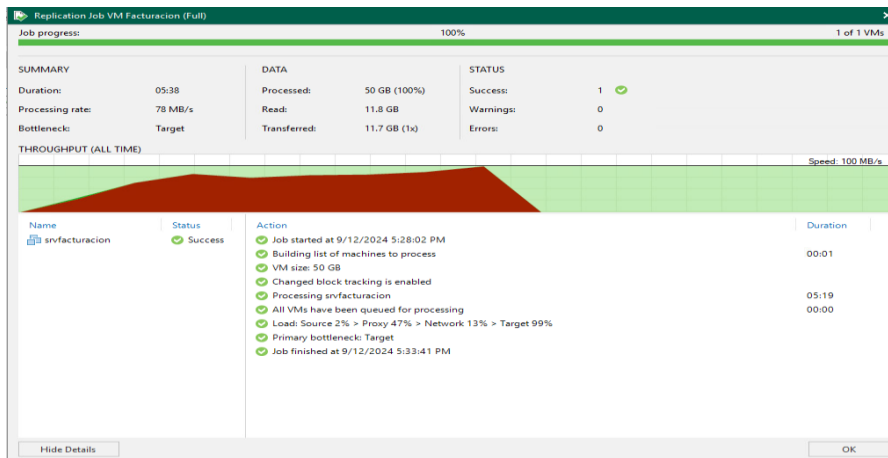 Replication Job VM Facturacion (Full)
Job progress: 100% 1 of 1 VMs
SUMMARY DATA STATUS
Duration: 05:38 Processed: 50 GB (100%) Success: 1
Processing rate: 78 MB/s Read: 11.8 GB Warnings: 0
Bottleneck: Target Transferred: 11.7 GB (1x) Errors: 0
THROUGHPUT (ALL TIME)
Speed: 100 MB/s
Name Status Action Duration
srvfacturacion Success Job started at 9/12/2024 5:28:02 PM
Building list of machines to process 00:01
VM size: 50 GB
Changed block tracking is enabled
Processing srvfacturacion 05:19
All VMs have been queued for processing 00:00
Load: Source 2% > Proxy 47% > Network 13% > Target 99%
Primary bottleneck: Target
Job finished at 9/12/2024 5:33:41 PM
Hide Details OK